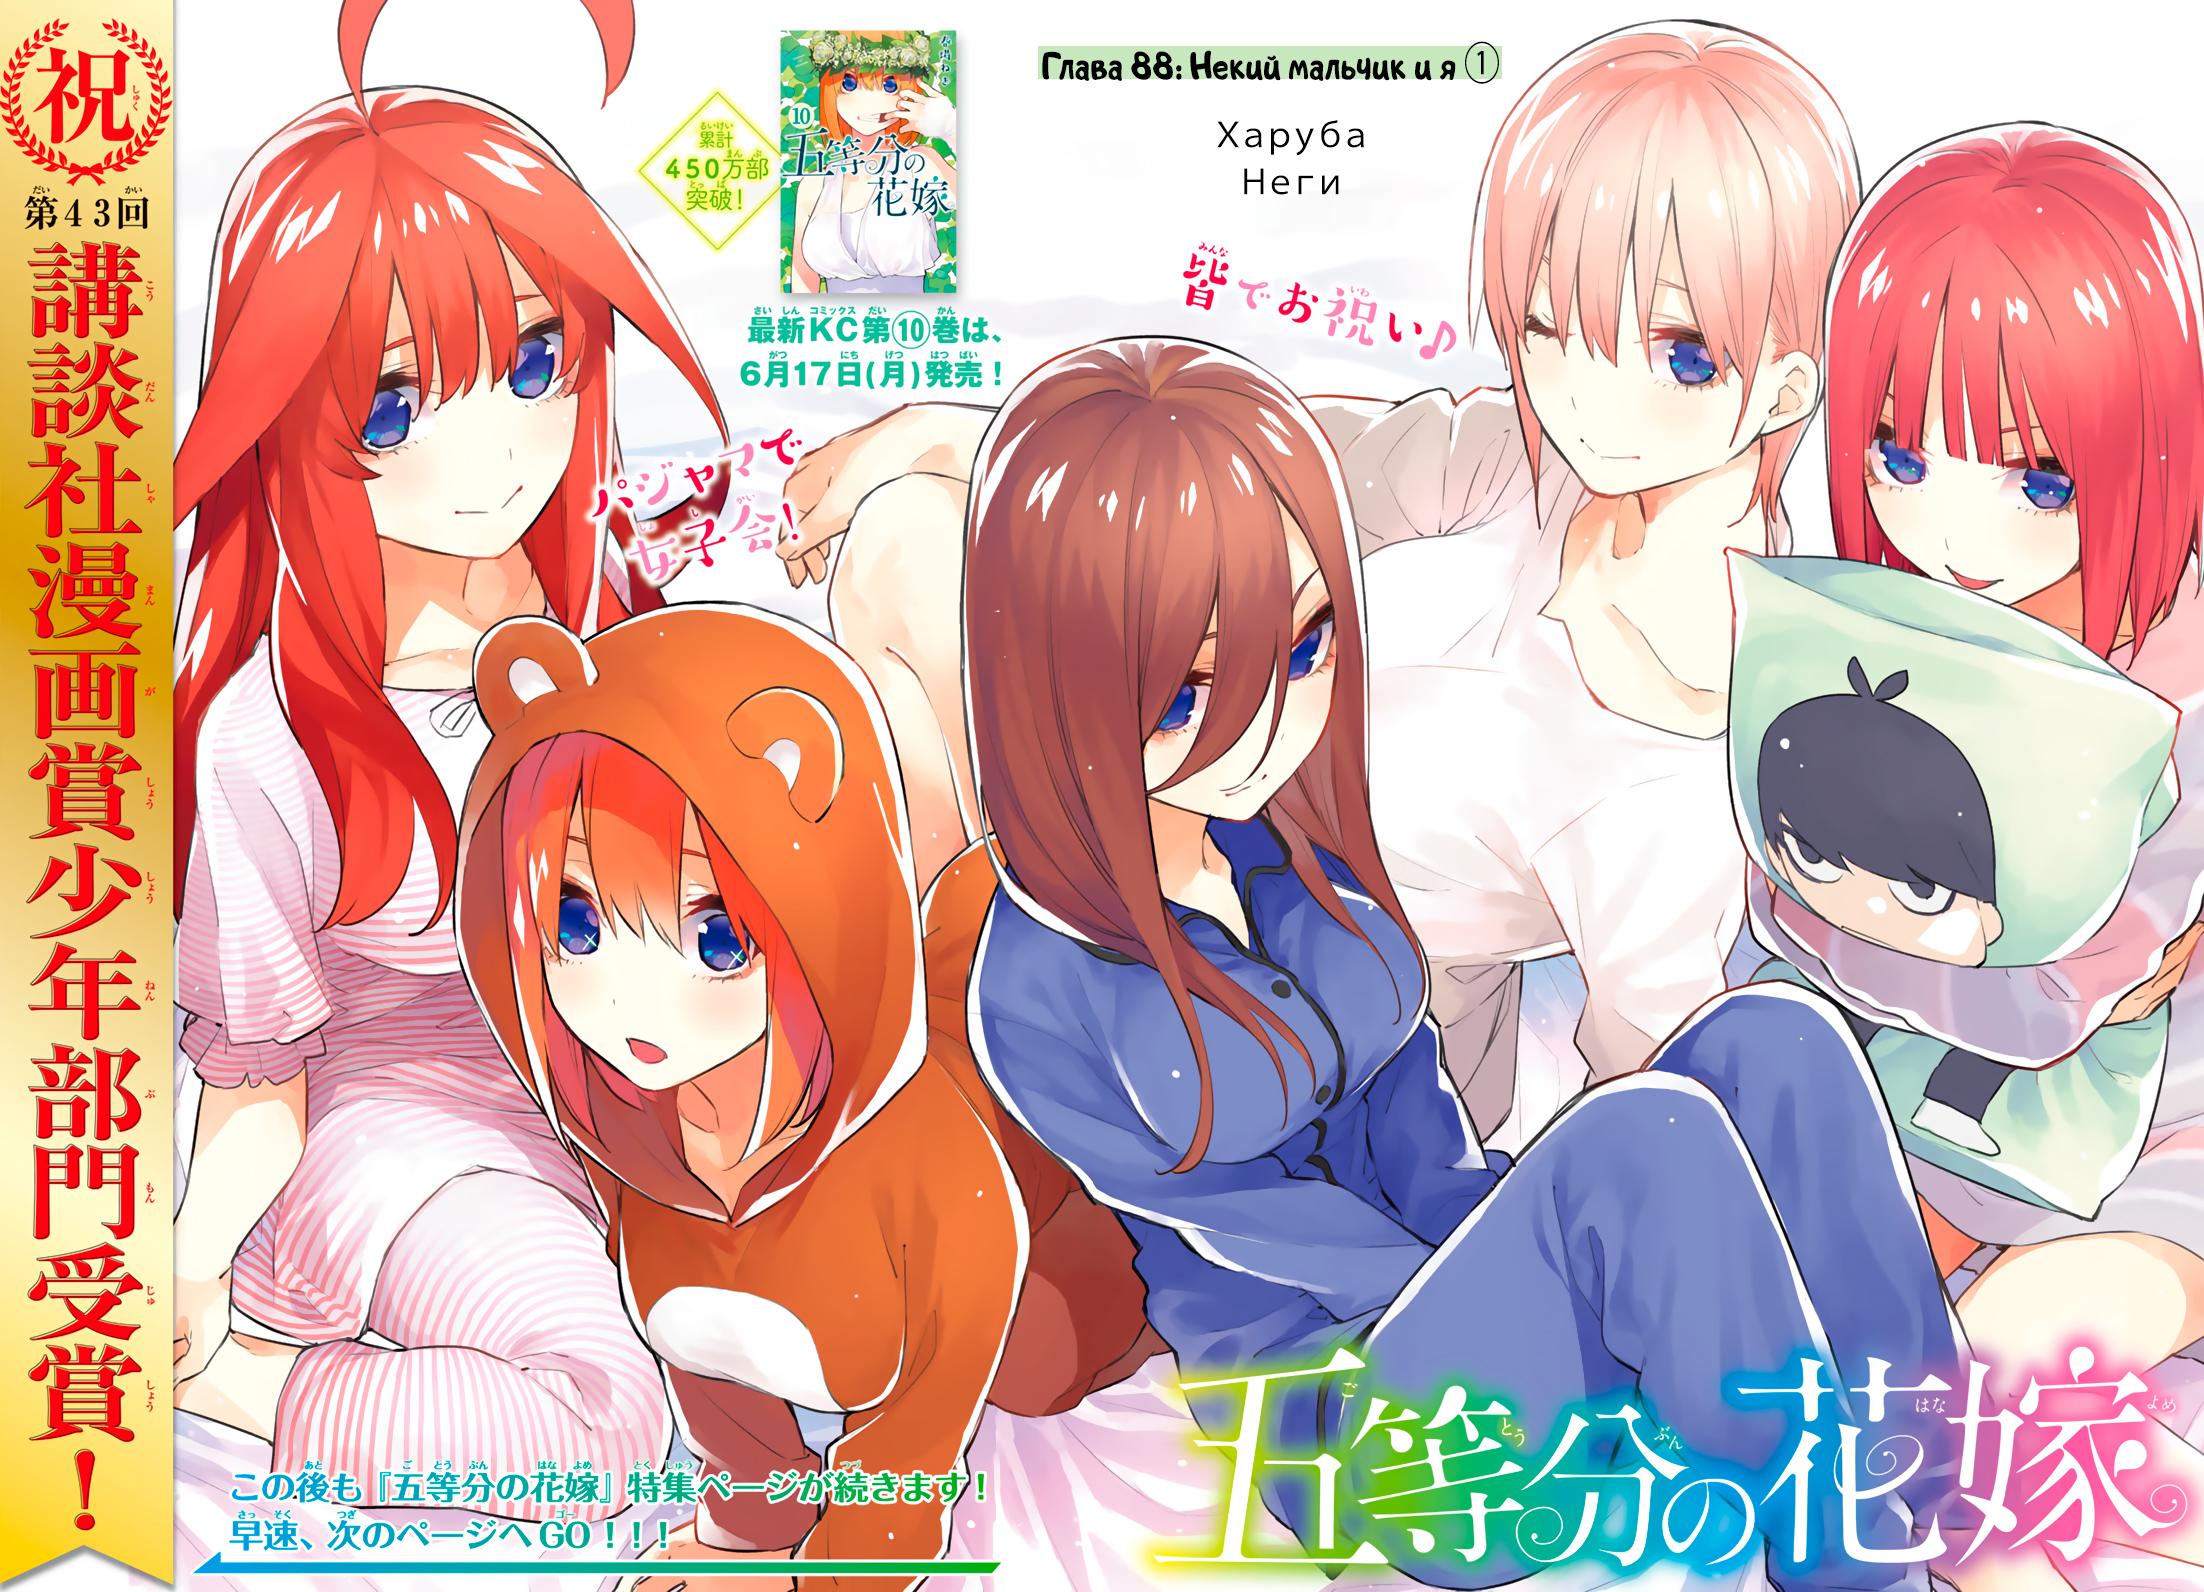 祝
第43回
講談社漫画賞少年部門受賞!
累計
450万部
突破!
春場ねぎ
10
五等分の
花嫁
最新KC第⑩巻は、
6月17日(月)発売!
Глава 88: Некий мальчик и я ①
Харуба
Неги
皆でお祝い♪
パジャマで
女子会!
この後も『五等分の花嫁』特集ページが続きます!
早速、次のページへGO!!!
五等分の花嫁